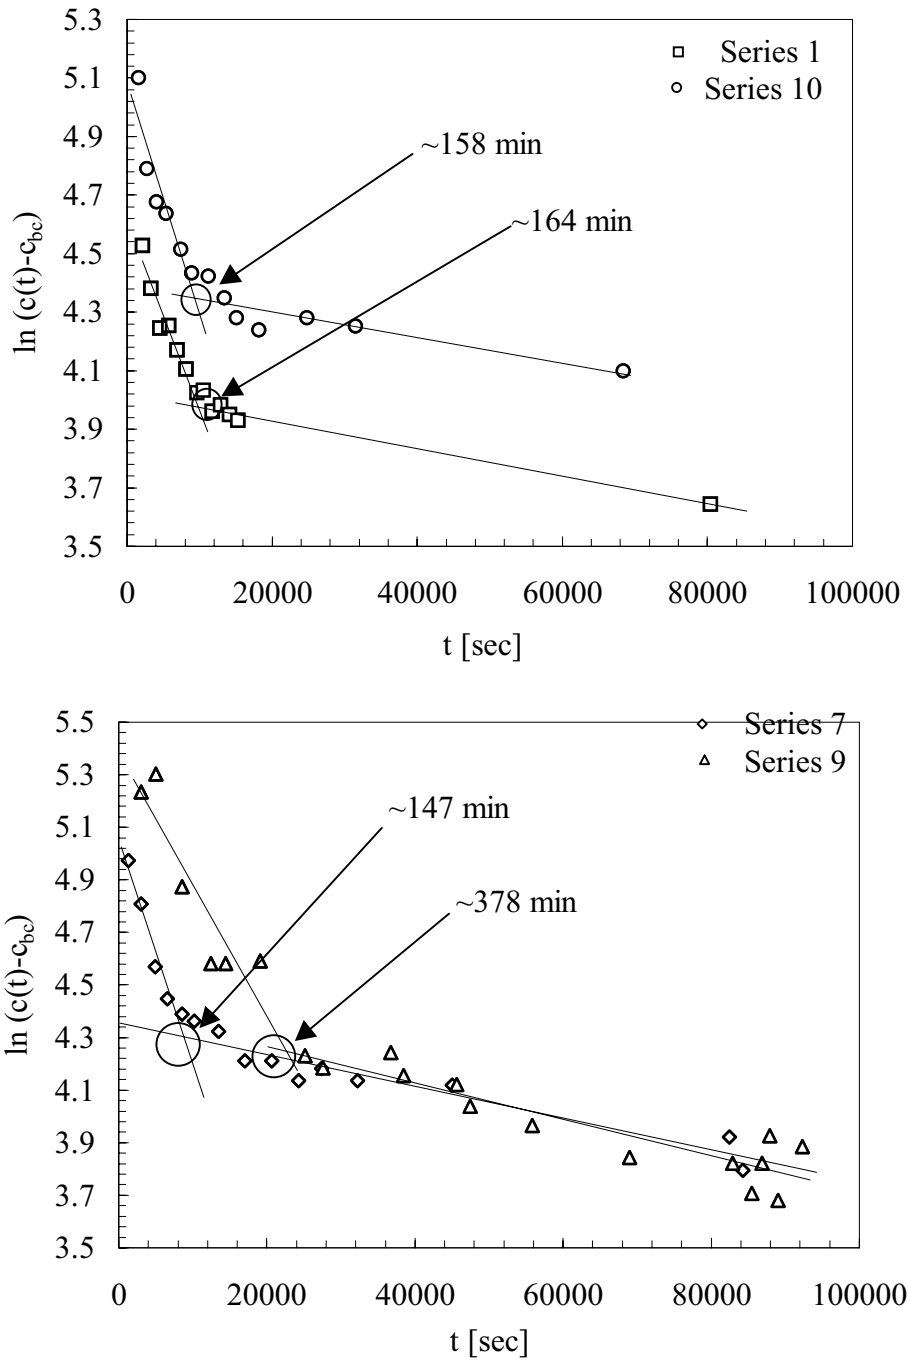 5.3
Series 1
5.1
Series 10
4.9
~158 min
4.7
~164 min
4.5
4.3
4.1
3.9
3.7
3.5
ln (c(t)-c_bc)
0 20000 40000 60000 80000 100000
t [sec]
5.5
Series 7
5.3
Series 9
5.1
~147 min
4.9
~378 min
4.7
4.5
4.3
4.1
3.9
3.7
3.5
ln (c(t)-c_bc)
0 20000 40000 60000 80000 100000
t [sec]